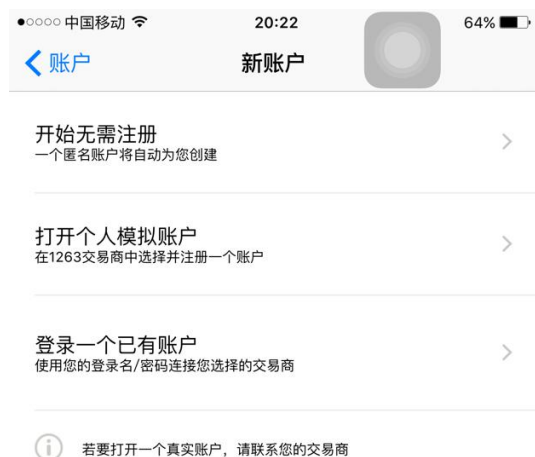 中国移动 20:22 64%
账户 新账户
开始无需注册
一个匿名账户将自动为您创建
打开个人模拟账户
在1263交易商中选择并注册一个账户
登录一个已有账户
使用您的登录名/密码连接您选择的交易商
若要打开一个真实账户，请联系您的交易商